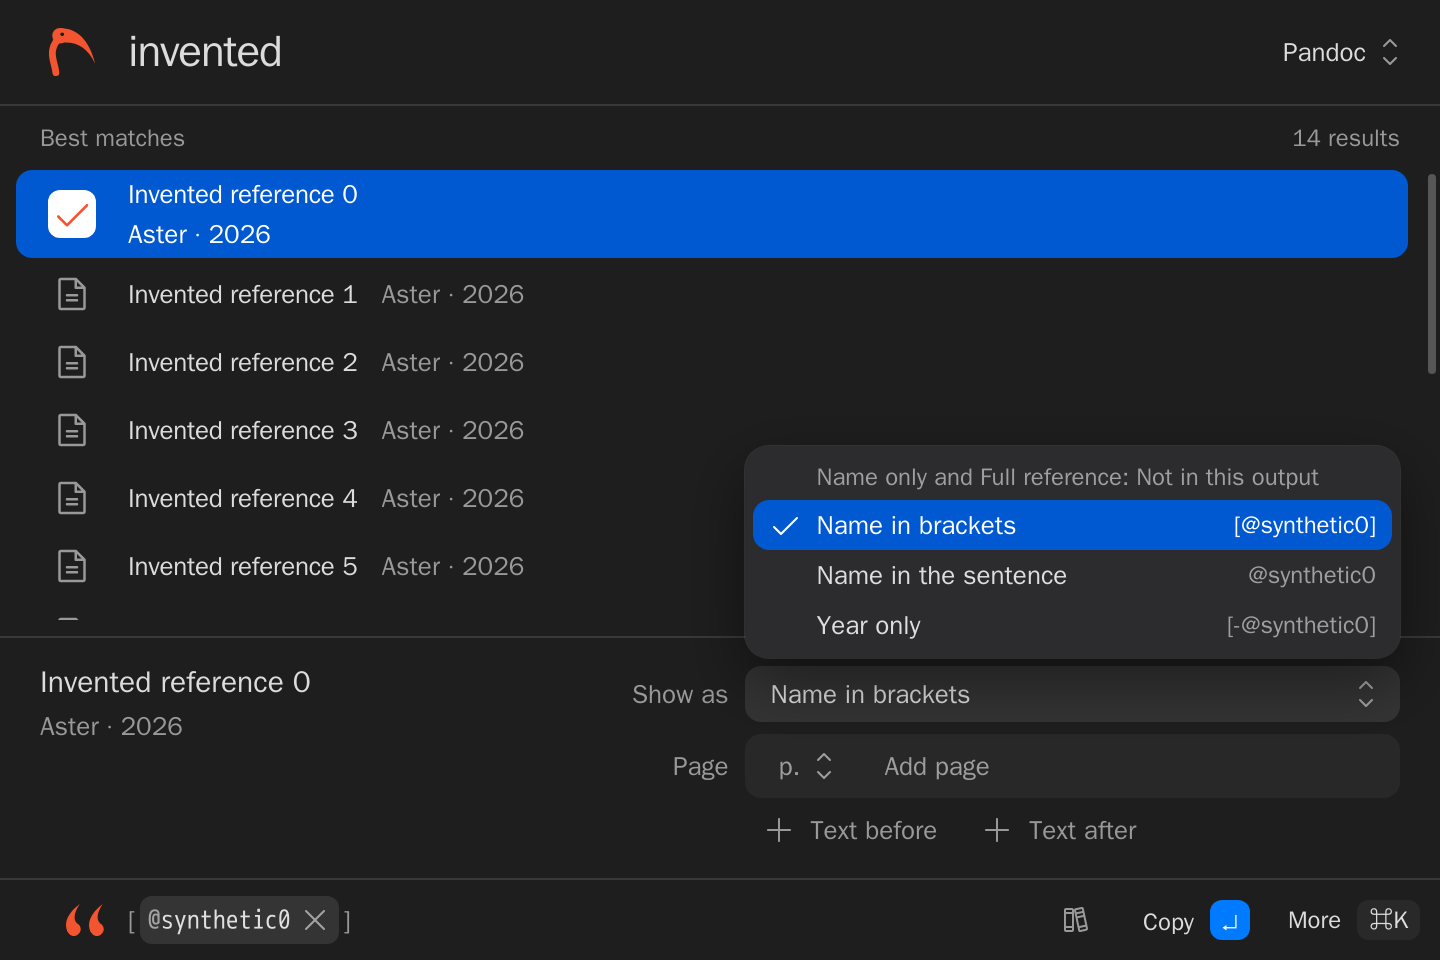 invented
Pandoc
Best matches
14 results
Invented reference 0
Aster · 2026
Invented reference 1 Aster · 2026
Invented reference 2 Aster · 2026
Invented reference 3 Aster · 2026
Invented reference 4 Aster · 2026
Invented reference 5 Aster · 2026
Name only and Full reference: Not in this output
Name in brackets [@synthetic0]
Name in the sentence @synthetic0
Year only [-@synthetic0]
Invented reference 0
Aster · 2026
Show as Name in brackets
Page p. Add page
Text before Text after
[ @synthetic0 ]
Copy
More ⌘K